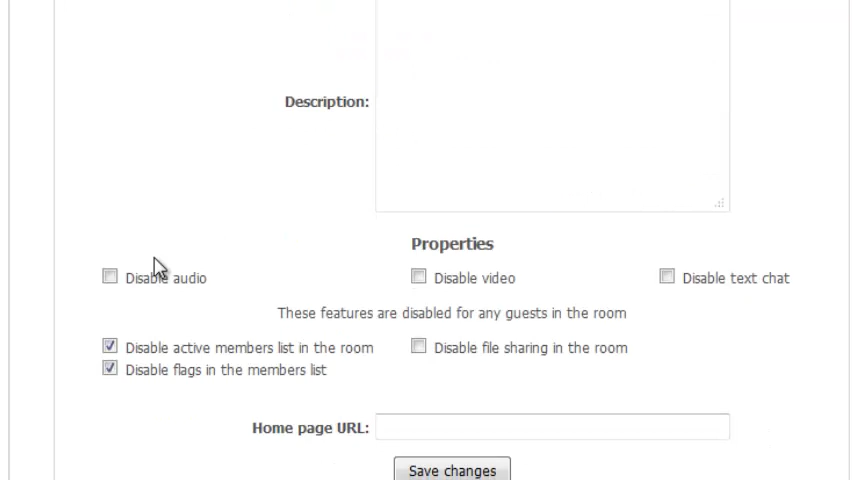 Description:
Properties
Disable audio Disable video Disable text chat
These features are disabled for any guests in the room
Disable active members list in the room Disable file sharing in the room
Disable flags in the members list
Home page URL:
Save changes